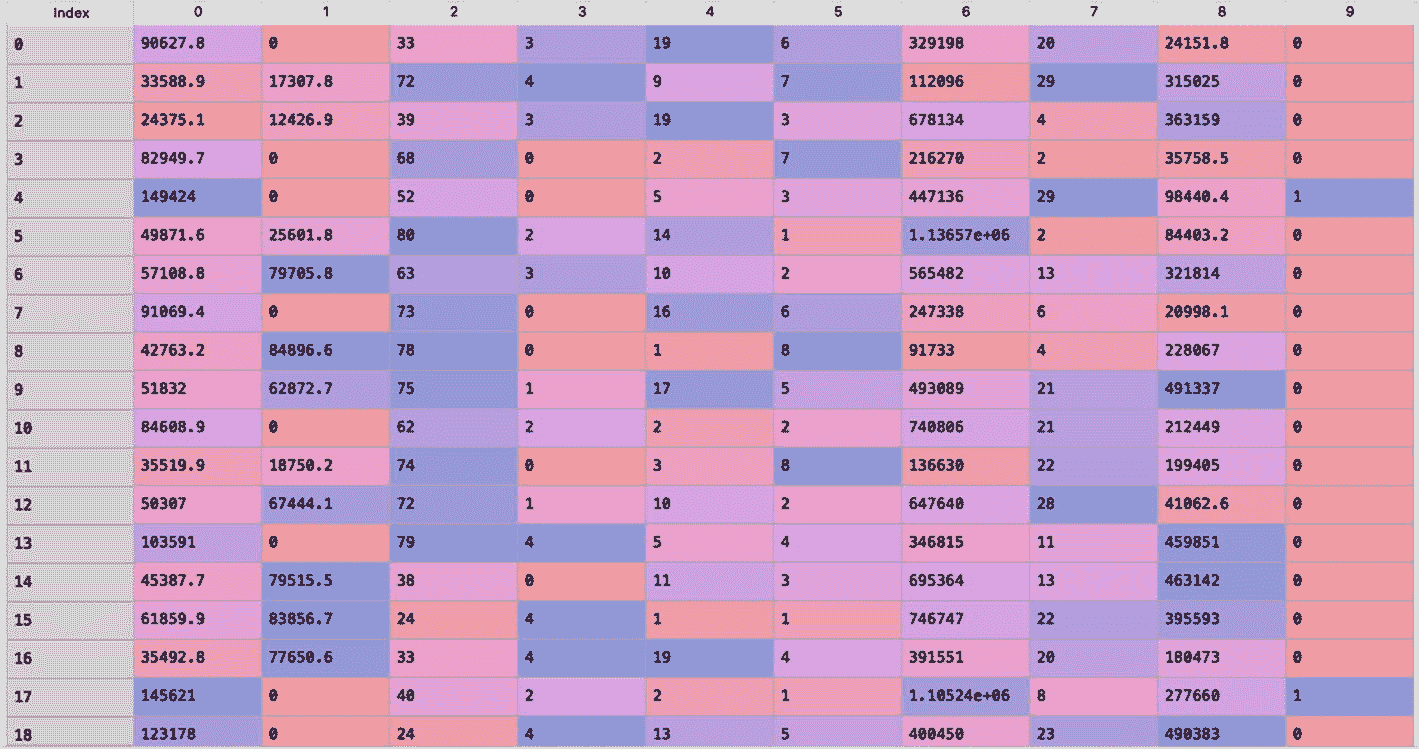 index 0 1 2 3 4 5 6 7 8 9
0 90627.8 0 33 3 19 6 329198 20 24151.8 0
1 33588.9 17307.8 72 4 9 7 112096 29 315025 0
2 24375.1 12426.9 39 3 19 3 678134 4 363159 0
3 82949.7 0 68 0 2 7 216270 2 35758.5 0
4 149424 0 52 0 5 3 447136 29 98440.4 1
5 49871.6 25601.8 80 2 14 1 1.13657e+06 2 84403.2 0
6 57108.8 79705.8 63 3 10 2 565482 13 321814 0
7 91069.4 0 73 0 16 6 247338 6 20998.1 0
8 42763.2 84896.6 78 0 1 8 91733 4 228067 0
9 51832 62872.7 75 1 17 5 493089 21 491337 0
10 84608.9 0 62 2 2 2 740806 21 212449 0
11 35519.9 18750.2 74 0 3 8 136630 22 199405 0
12 50307 67444.1 72 1 10 2 647640 28 41062.6 0
13 103591 0 79 4 5 4 346815 11 459851 0
14 45387.7 79515.5 38 0 11 3 695364 13 463142 0
15 61859.9 83856.7 24 4 1 1 746747 22 395593 0
16 35492.8 77650.6 33 4 19 4 391551 20 180473 0
17 145621 0 40 2 2 1 1.10524e+06 8 277660 1
18 123178 0 24 4 13 5 400450 23 490383 0